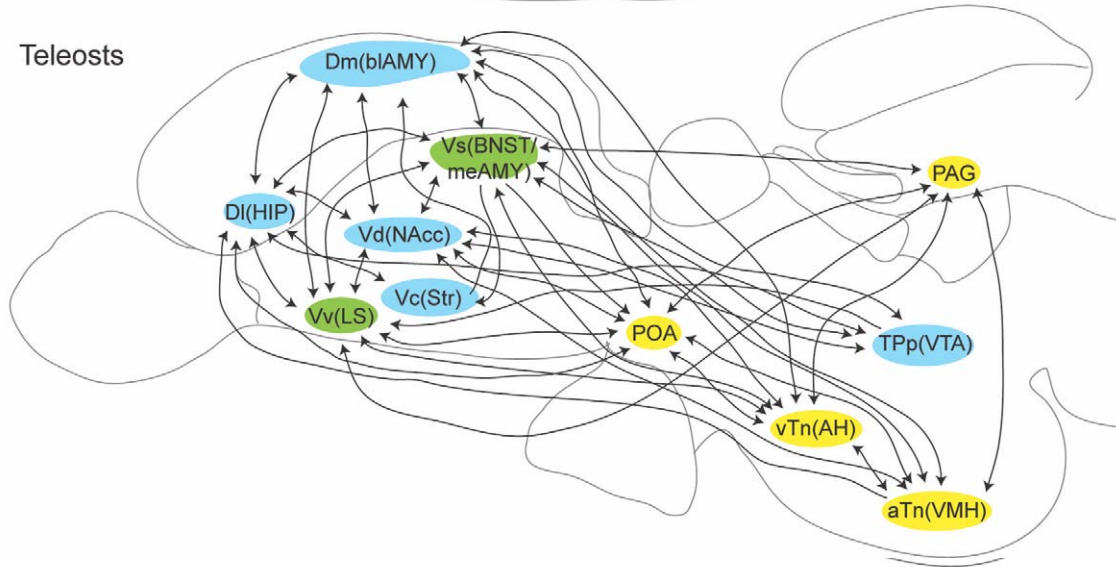 Teleosts
Dm(blAMY)
Vs(BNST/
meAMY)
PAG
Dl(HIP)
Vd(NAcc)
Vc(Str)
Vv(LS)
POA
TPp(VTA)
vTn(AH)
aTn(VMH)